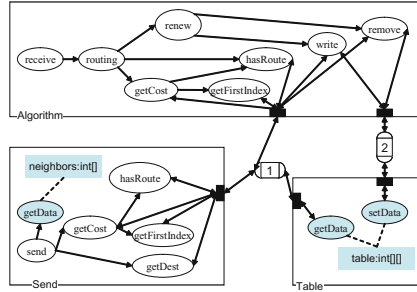 renew
remove
write
receive
routing
hasRoute
getCost
getFirstIndex
Algorithm
neighbors:int[]
hasRoute
getData
getCost
getFirstIndex
send
getDest
Send
1
2
getData
setData
table:int[][]
Table